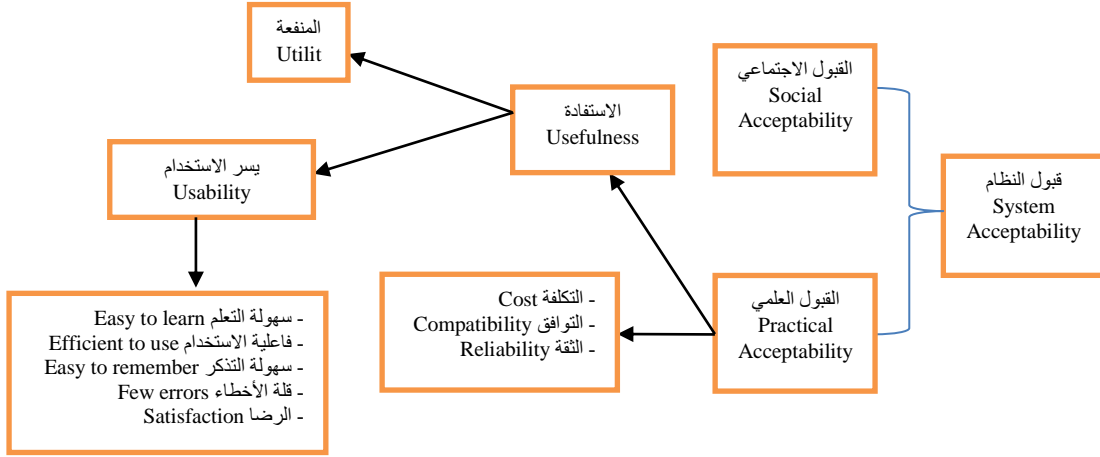 قبول النظام
System
Acceptability
القبول الاجتماعي
Social
Acceptability
القبول العلمي
Practical
Acceptability
الاستفادة
Usefulness
- التكلفة Cost
- التوافق Compatibility
- الثقة Reliability
المنفعة
Utilit
يسر الاستخدام
Usability
- سهولة التعلم Easy to learn
- فاعلية الاستخدام Efficient to use
- سهولة التذكر Easy to remember
- قلة الأخطاء Few errors
- الرضا Satisfaction